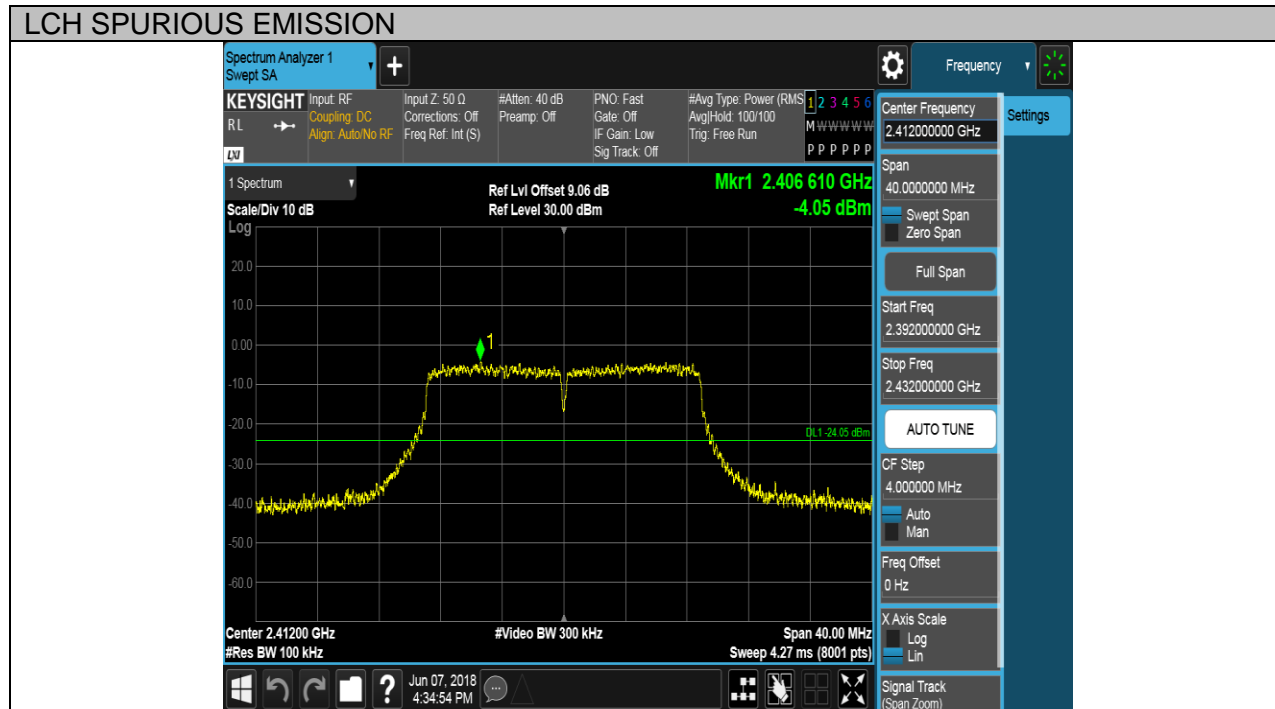 LCH SPURIOUS EMISSION
Spectrum Analyzer 1
Swept SA
Frequency
KEYSIGHT
RL
LXI
Input: RF
Coupling: DC
Align: Auto/No RF
Input Z: 50 Ω
Corrections: Off
Freq Ref: Int (S)
#Atten: 40 dB
Preamp: Off
PNO: Fast
Gate: Off
IF Gain: Low
Sig Track: Off
#Avg Type: Power (RMS
Avg|Hold: 100/100
Trig: Free Run
1 2 3 4 5 6
M W W W W W
P P P P P P
1 Spectrum
Scale/Div 10 dB
Ref Lvl Offset 9.06 dB
Ref Level 30.00 dBm
Mkr1 2.406 610 GHz
-4.05 dBm
Log
20.0
10.0
0.00
-10.0
-20.0
-30.0
-40.0
-50.0
-60.0
1
DL1 -24.05 dBm
Center 2.41200 GHz
#Res BW 100 kHz
#Video BW 300 kHz
Span 40.00 MHz
Sweep 4.27 ms (8001 pts)
Jun 07, 2018
4:34:54 PM
?
Center Frequency
2.412000000 GHz
Span
40.0000000 MHz
Swept Span
Zero Span
Full Span
Start Freq
2.392000000 GHz
Stop Freq
2.432000000 GHz
AUTO TUNE
CF Step
4.000000 MHz
Auto
Man
Freq Offset
0 Hz
X Axis Scale
Log
Lin
Signal Track
(Span Zoom)
Settings